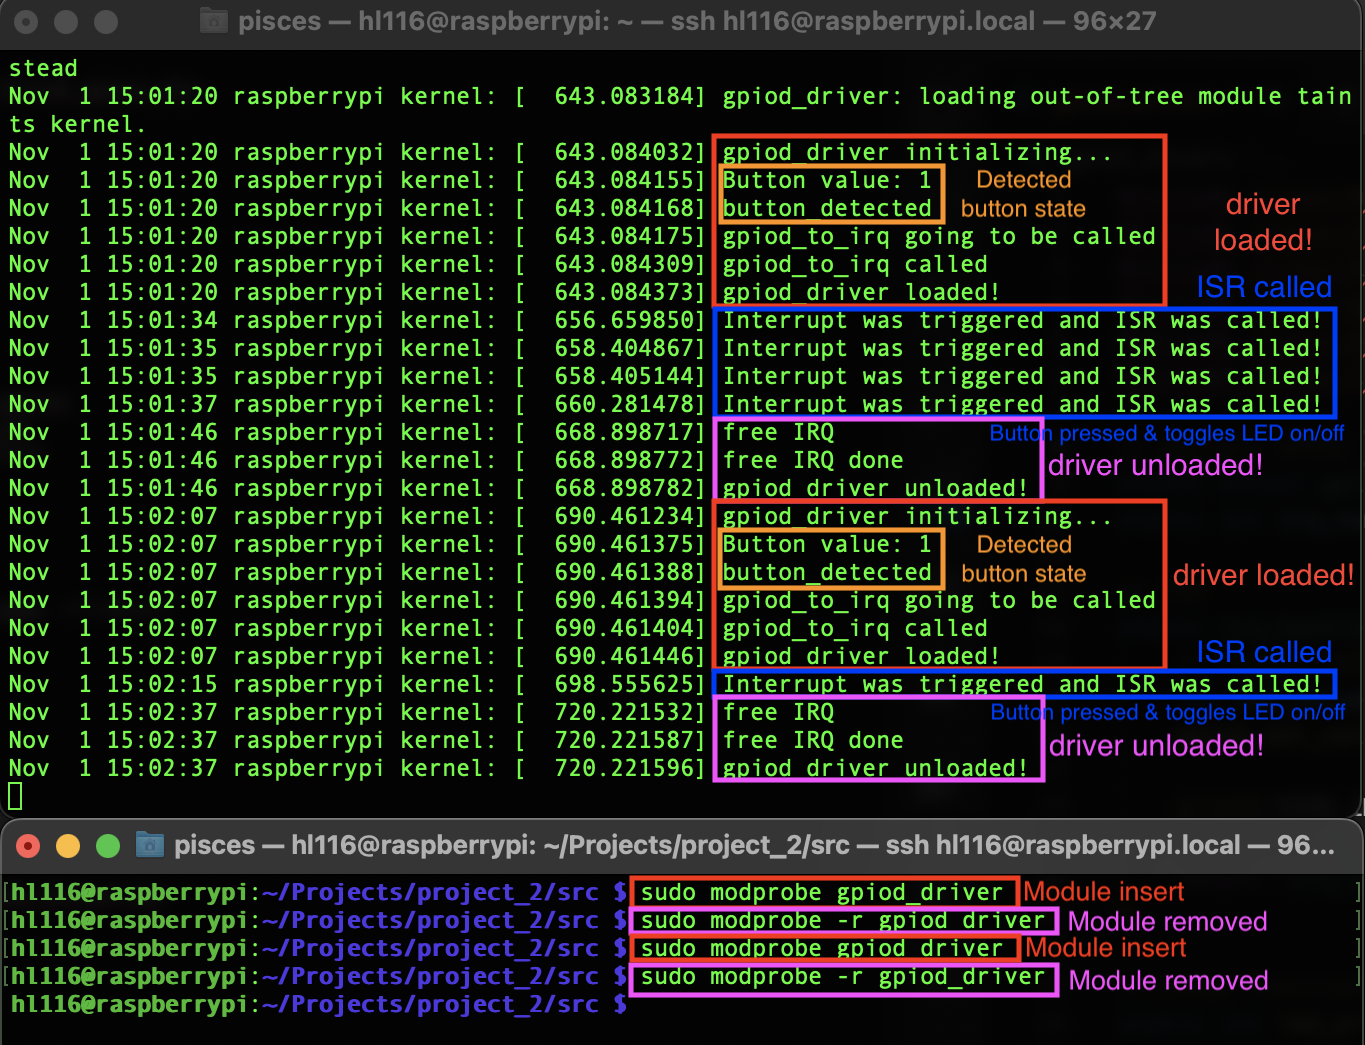 pisces — hl116@raspberrypi: ~ — ssh hl116@raspberrypi.local — 96×27
stead
Nov  1 15:01:20 raspberrypi kernel: [  643.083184] gpiod_driver: loading out-of-tree module tain
ts kernel.
Nov  1 15:01:20 raspberrypi kernel: [  643.084032] gpiod_driver initializing...
Nov  1 15:01:20 raspberrypi kernel: [  643.084155] Button value: 1 Detected
Nov  1 15:01:20 raspberrypi kernel: [  643.084168] button_detected button state driver
Nov  1 15:01:20 raspberrypi kernel: [  643.084175] gpiod_to_irq going to be called loaded!
Nov  1 15:01:20 raspberrypi kernel: [  643.084309] gpiod_to_irq called
Nov  1 15:01:20 raspberrypi kernel: [  643.084373] gpiod_driver loaded! ISR called
Nov  1 15:01:34 raspberrypi kernel: [  656.659850] Interrupt was triggered and ISR was called!
Nov  1 15:01:35 raspberrypi kernel: [  658.404867] Interrupt was triggered and ISR was called!
Nov  1 15:01:35 raspberrypi kernel: [  658.405144] Interrupt was triggered and ISR was called!
Nov  1 15:01:37 raspberrypi kernel: [  660.281478] Interrupt was triggered and ISR was called!
Nov  1 15:01:46 raspberrypi kernel: [  668.898717] free IRQ Button pressed & toggles LED on/off
Nov  1 15:01:46 raspberrypi kernel: [  668.898772] free IRQ done driver unloaded!
Nov  1 15:01:46 raspberrypi kernel: [  668.898782] gpiod_driver unloaded!
Nov  1 15:02:07 raspberrypi kernel: [  690.461234] gpiod_driver initializing...
Nov  1 15:02:07 raspberrypi kernel: [  690.461375] Button value: 1 Detected
Nov  1 15:02:07 raspberrypi kernel: [  690.461388] button_detected button state driver loaded!
Nov  1 15:02:07 raspberrypi kernel: [  690.461394] gpiod_to_irq going to be called
Nov  1 15:02:07 raspberrypi kernel: [  690.461404] gpiod_to_irq called
Nov  1 15:02:07 raspberrypi kernel: [  690.461446] gpiod_driver loaded! ISR called
Nov  1 15:02:15 raspberrypi kernel: [  698.555625] Interrupt was triggered and ISR was called!
Nov  1 15:02:37 raspberrypi kernel: [  720.221532] free IRQ Button pressed & toggles LED on/off
Nov  1 15:02:37 raspberrypi kernel: [  720.221587] free IRQ done driver unloaded!
Nov  1 15:02:37 raspberrypi kernel: [  720.221596] gpiod_driver unloaded!
pisces — hl116@raspberrypi: ~/Projects/project_2/src — ssh hl116@raspberrypi.local — 96...
[hl116@raspberrypi:~/Projects/project_2/src $ sudo modprobe gpiod_driver Module insert ]
[hl116@raspberrypi:~/Projects/project_2/src $ sudo modprobe -r gpiod_driver Module removed ]
[hl116@raspberrypi:~/Projects/project_2/src $ sudo modprobe gpiod_driver Module insert ]
[hl116@raspberrypi:~/Projects/project_2/src $ sudo modprobe -r gpiod_driver Module removed ]
hl116@raspberrypi:~/Projects/project_2/src $